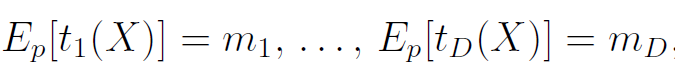 E_p[t_1(X)] = m_1, …, E_p[t_D(X)] = m_D,